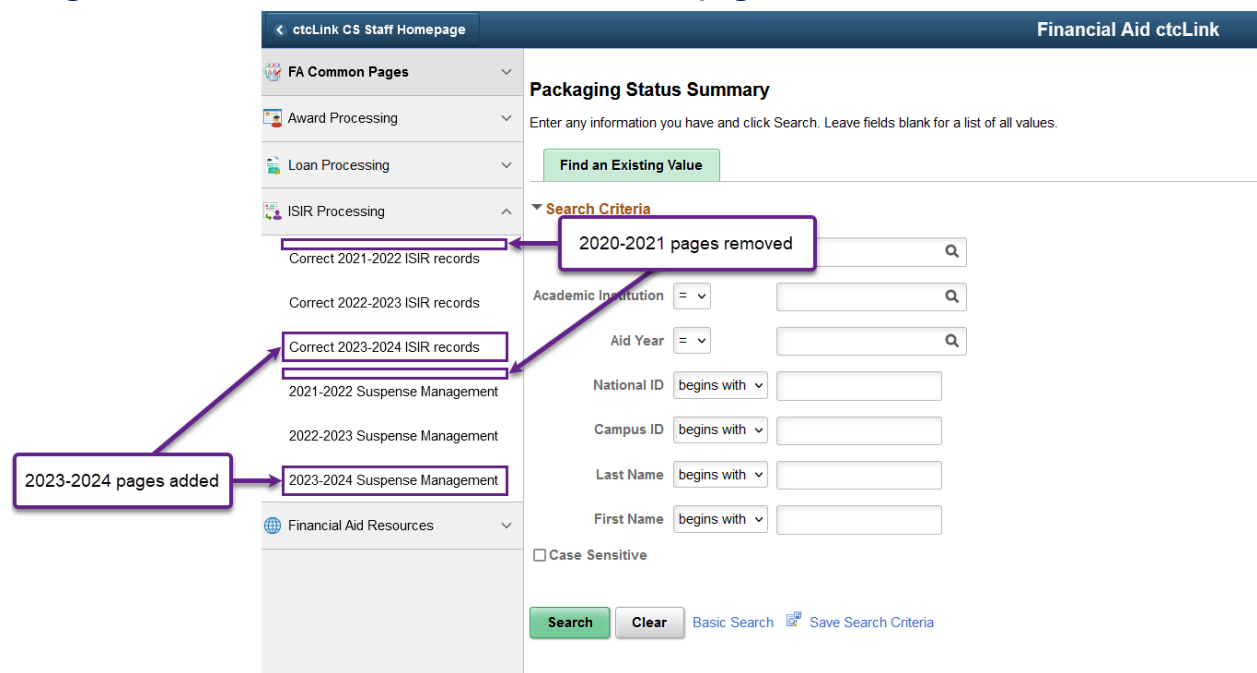 ctcLink CS Staff Homepage
Financial Aid ctcLink
FA Common Pages
Award Processing
Loan Processing
ISIR Processing
Correct 2021-2022 ISIR records
Correct 2022-2023 ISIR records
Correct 2023-2024 ISIR records
2021-2022 Suspense Management
2022-2023 Suspense Management
2023-2024 Suspense Management
Financial Aid Resources
2023-2024 pages added
2020-2021 pages removed
Packaging Status Summary
Enter any information you have and click Search. Leave fields blank for a list of all values.
Find an Existing Value
Search Criteria
Academic Institution =
Aid Year =
National ID begins with
Campus ID begins with
Last Name begins with
First Name begins with
Case Sensitive
Search Clear Basic Search Save Search Criteria